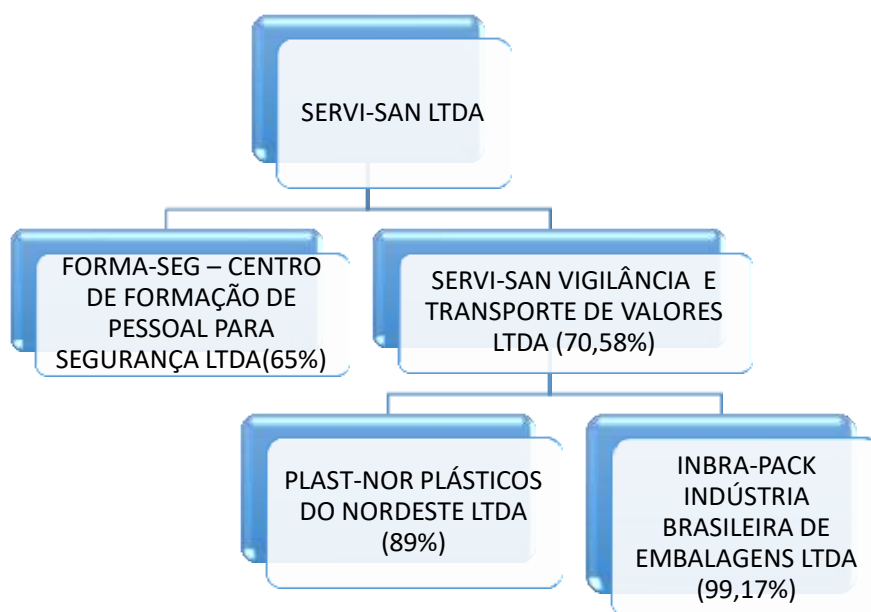 SERVI-SAN LTDA
FORMA-SEG – CENTRO
DE FORMAÇÃO DE
PESSOAL PARA
SEGURANÇA LTDA(65%)
SERVI-SAN VIGILÂNCIA E
TRANSPORTE DE VALORES
LTDA (70,58%)
PLAST-NOR PLÁSTICOS
DO NORDESTE LTDA
(89%)
INBRA-PACK
INDÚSTRIA
BRASILEIRA DE
EMBALAGENS LTDA
(99,17%)